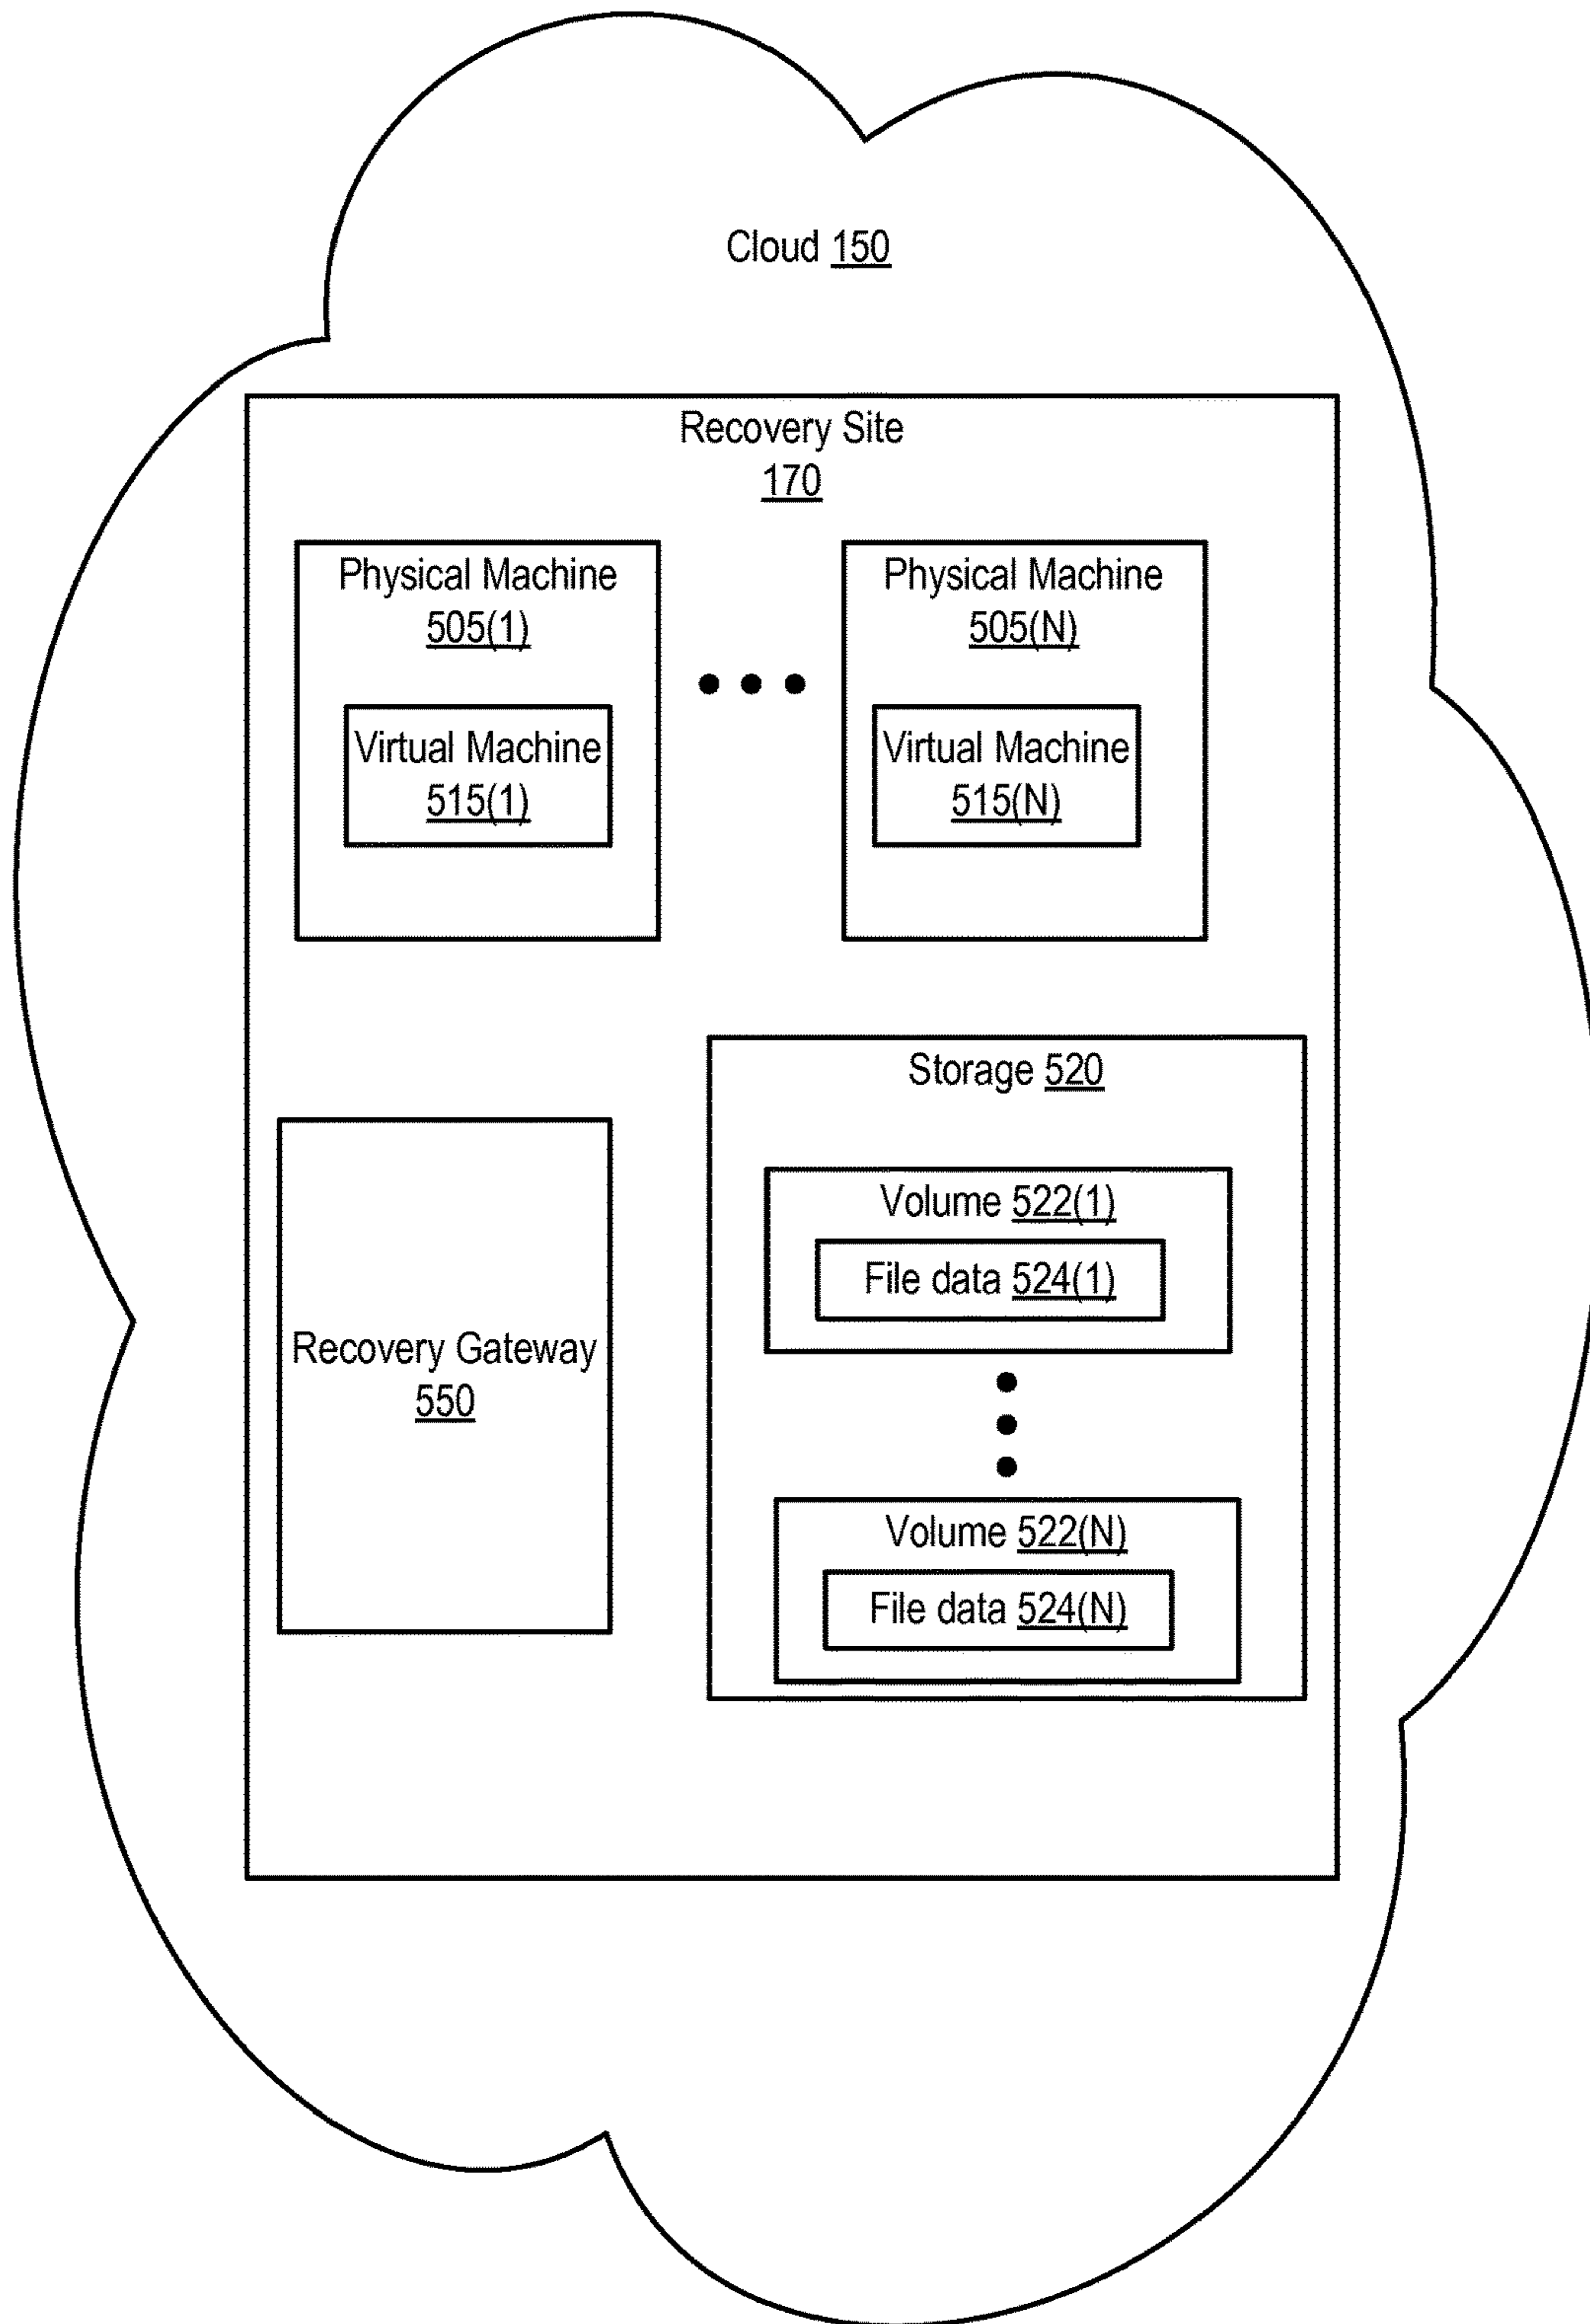 Cloud 150
Recovery Site
170
Physical Machine
505(1)
Virtual Machine
515(1)
Physical Machine
505(N)
Virtual Machine
515(N)
Recovery Gateway
550
Storage 520
Volume 522(1)
File data 524(1)
Volume 522(N)
File data 524(N)